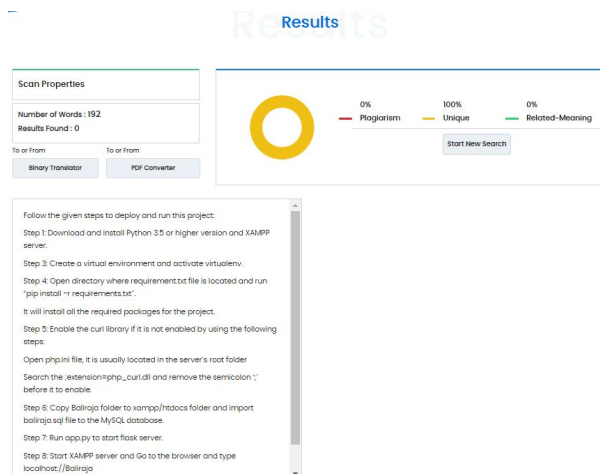 Results
Results
Scan Properties
Number of Words : 192
Results Found : 0
To or From To or From
Binary Translator PDF Converter
0% 100% 0%
Plagiarism Unique Related-Meaning
Start New Search
Follow the given steps to deploy and run this project:
Step 1: Download and install Python 3.5 or higher version and XAMPP
server.
Step 3: Create a virtual environment and activate virtualenv.
Step 4: Open directory where requirement.txt file is located and run
"pip install -r requirements.txt".
It will install all the required packages for the project.
Step 5: Enable the curl library if it is not enabled by using the following
steps:
Open php.ini file, it is usually located in the server's root folder
Search the ;extension=php_curl.dll and remove the semicolon ';'
before it to enable.
Step 6: Copy Baliraja folder to xampp/htdocs folder and import
baliraja.sql file to the MySQL database.
Step 7: Run app.py to start flask server.
Step 8: Start XAMPP server and Go to the browser and type
localhost://Baliraja